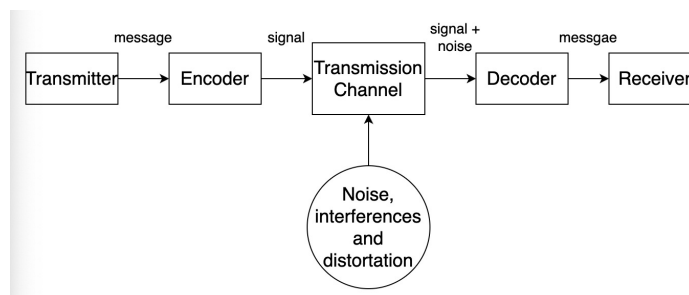 message
signal
signal +
noise
messgae
Transmitter
Encoder
Transmission
Channel
Decoder
Receiver
Noise,
interferences
and
distortation